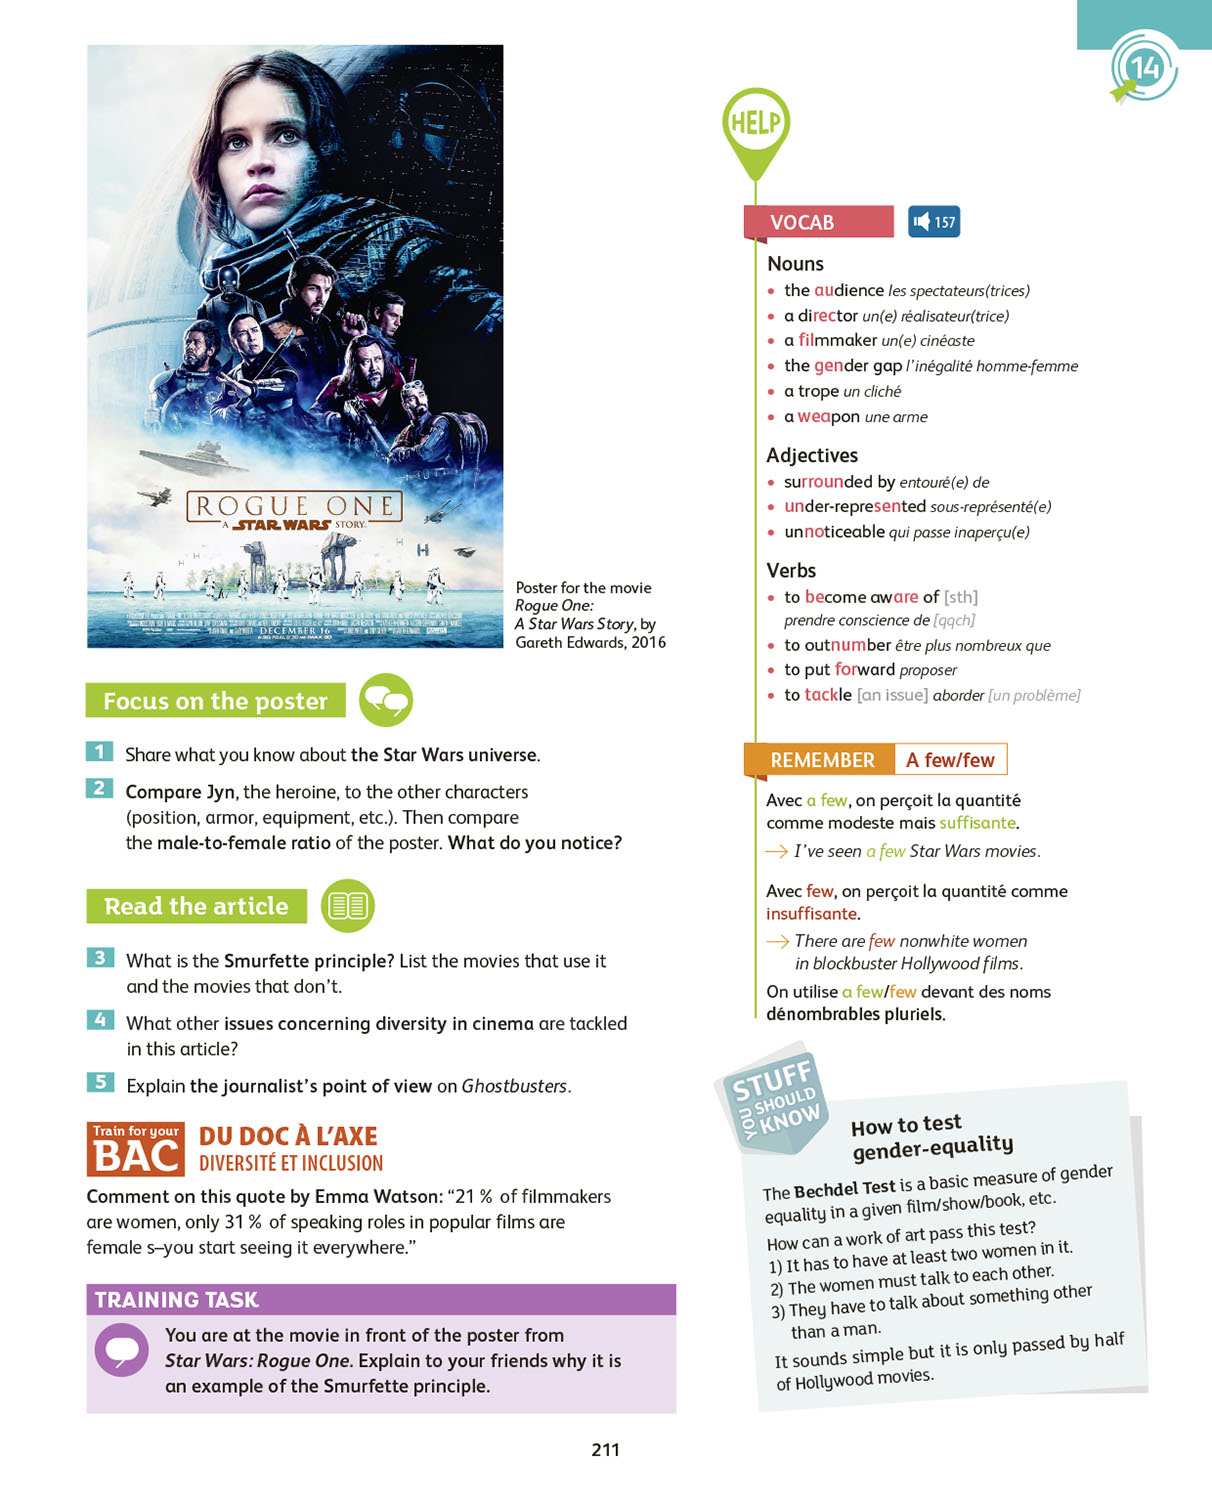 14
HELP
ROGUE ONE
A STAR WARS STORY
DECEMBER 16
Poster for the movie
Rogue One:
A Star Wars Story, by
Gareth Edwards, 2016
Focus on the poster
1 Share what you know about the Star Wars universe.
2 Compare Jyn, the heroine, to the other characters
(position, armor, equipment, etc.). Then compare
the male-to-female ratio of the poster. What do you notice?
Read the article
3 What is the Smurfette principle? List the movies that use it
and the movies that don't.
4 What other issues concerning diversity in cinema are tackled
in this article?
5 Explain the journalist's point of view on Ghostbusters.
Train for your
BAC
DU DOC À L'AXE
DIVERSITÉ ET INCLUSION
Comment on this quote by Emma Watson: “21 % of filmmakers
are women, only 31 % of speaking roles in popular films are
female s–you start seeing it everywhere.”
TRAINING TASK
You are at the movie in front of the poster from
Star Wars: Rogue One. Explain to your friends why it is
an example of the Smurfette principle.
VOCAB 157
Nouns
• the audience les spectateurs(trices)
• a director un(e) réalisateur(trice)
• a filmmaker un(e) cinéaste
• the gender gap l'inégalité homme-femme
• a trope un cliché
• a weapon une arme
Adjectives
• surrounded by entouré(e) de
• under-represented sous-représenté(e)
• unnoticeable qui passe inaperçu(e)
Verbs
• to become aware of [sth]
prendre conscience de [qqch]
• to outnumber être plus nombreux que
• to put forward proposer
• to tackle [an issue] aborder [un problème]
REMEMBER A few/few
Avec a few, on perçoit la quantité
comme modeste mais suffisante.
→ I've seen a few Star Wars movies.
Avec few, on perçoit la quantité comme
insuffisante.
→ There are few nonwhite women
in blockbuster Hollywood films.
On utilise a few/few devant des noms
dénombrables pluriels.
STUFF
YOU SHOULD
KNOW
How to test
gender-equality
The Bechdel Test is a basic measure of gender
equality in a given film/show/book, etc.
How can a work of art pass this test?
1) It has to have at least two women in it.
2) The women must talk to each other.
3) They have to talk about something other
than a man.
It sounds simple but it is only passed by half
of Hollywood movies.
211